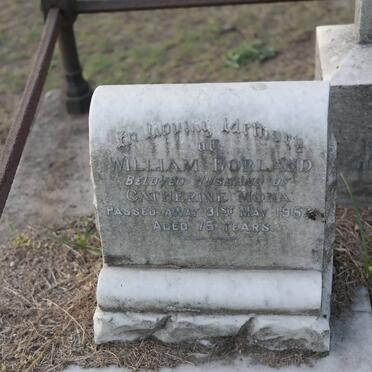 In Loving Memory
OF
WILLIAM BORLAND
BELOVED HUSBAND OF
CATHERINE MONA
PASSED AWAY 31ST MAY
AGED 75 YEARS